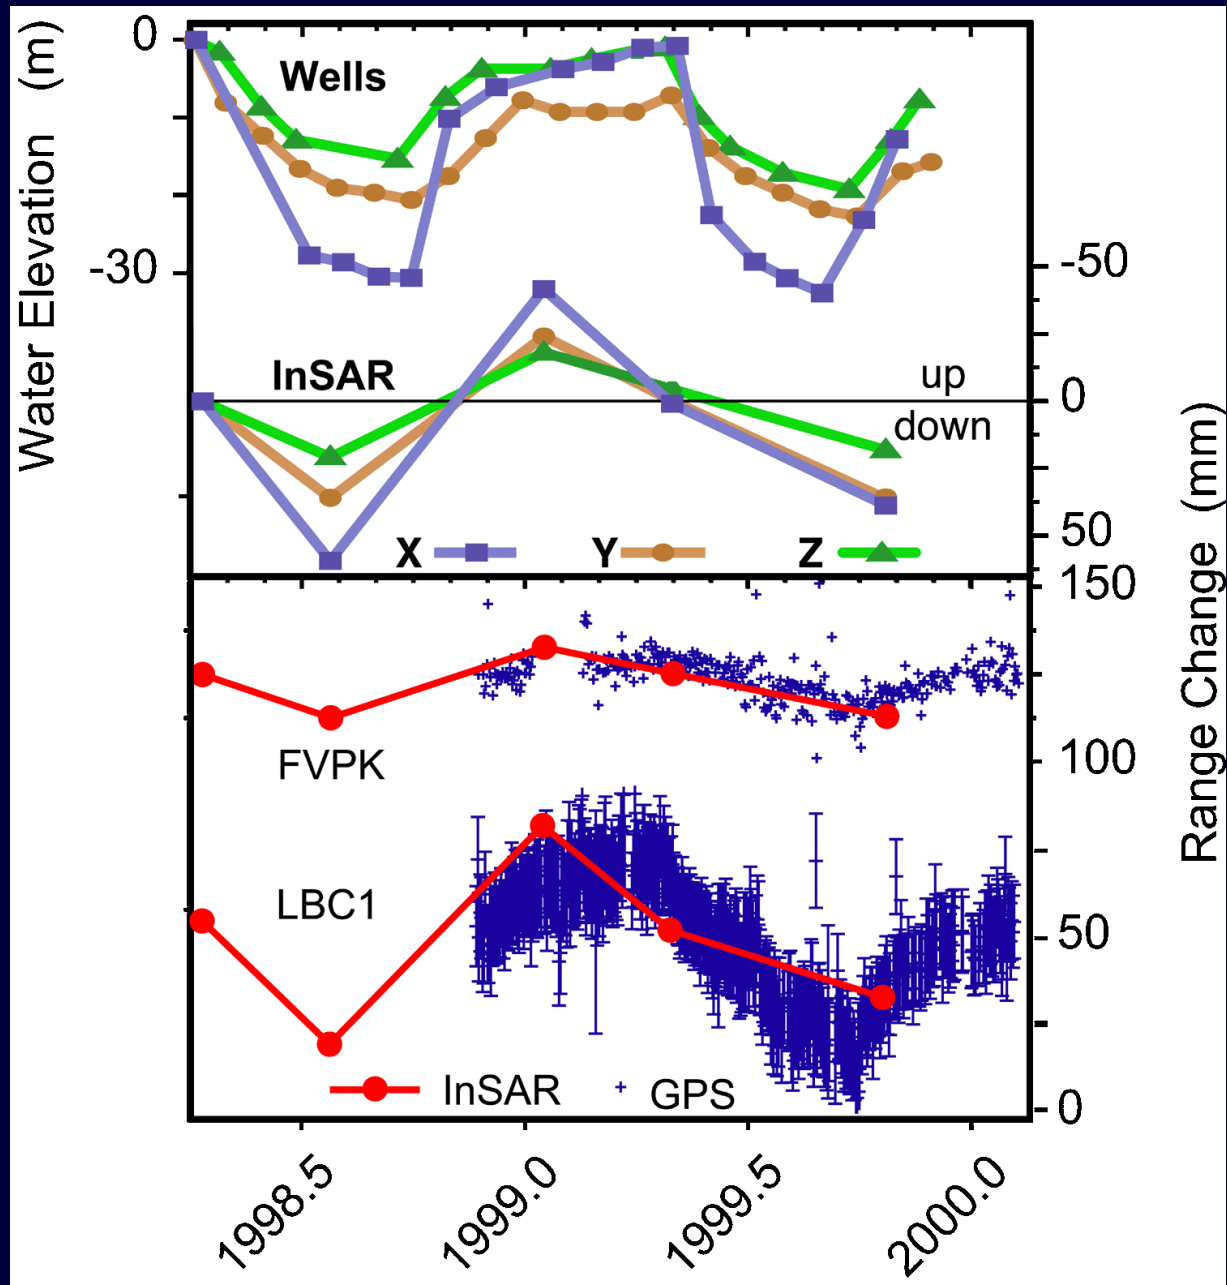 Water Elevation (m)
0
-30
Wells
InSAR
up
down
-50
0
50
X
Y
Z
Range Change (mm)
150
100
50
0
FVPK
LBC1
InSAR
GPS
1998.5
1999.0
1999.5
2000.0